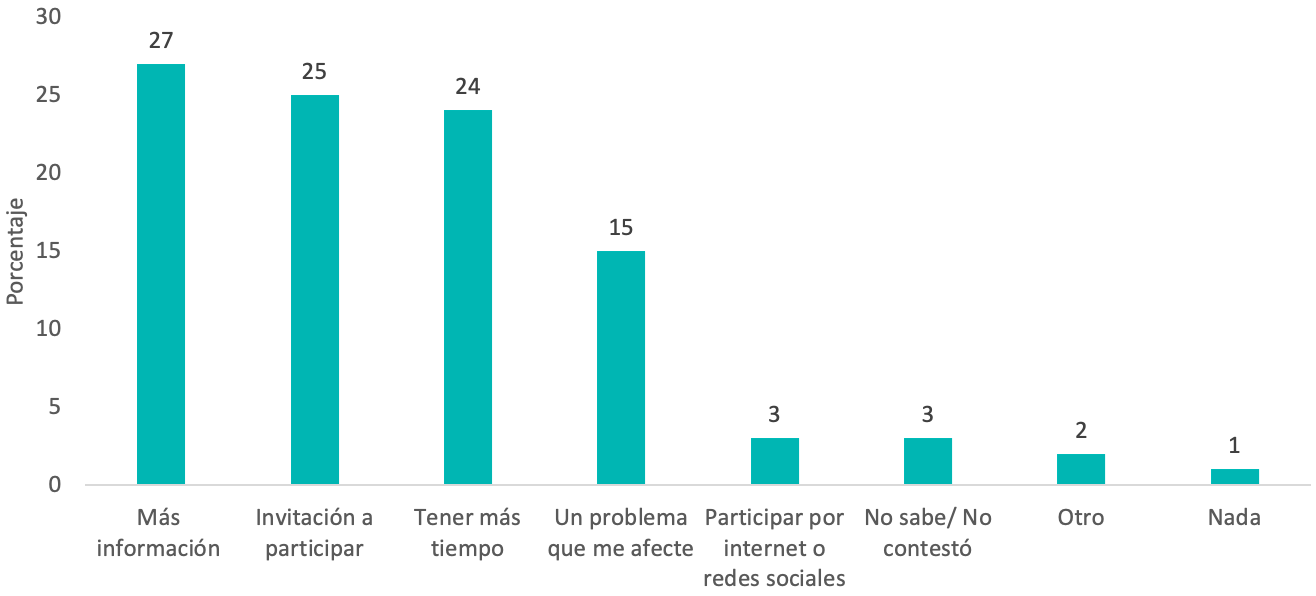 Porcentaje
30
25
20
15
10
5
0
27
25
24
15
3
3
2
1
Más
información
Invitación a
participar
Tener más
tiempo
Un problema
que me afecte
Participar por
internet o
redes sociales
No sabe/ No
contestó
Otro
Nada